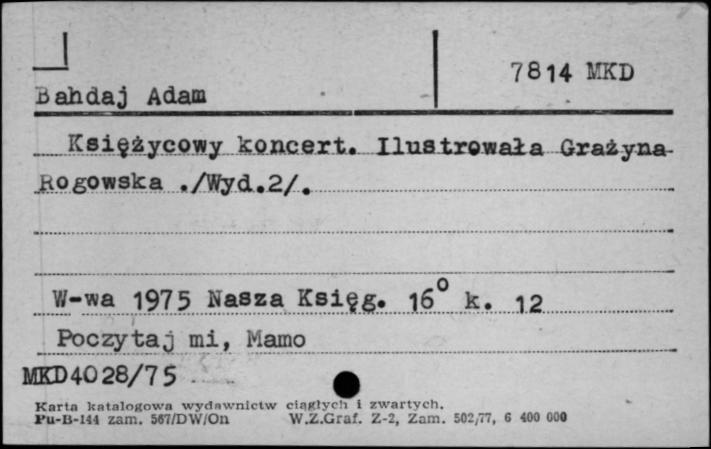 7814 MKD
Bahdaj Adam
Księżycowy koncert. Ilustrowała Grażyna
Rogowska ./Wyd.2/.
W-wa 1975 Nasza Księg. 16° k. 12
Poczytaj mi, Mamo
MKD4028/75
Karta katalogowa wydawnictw ciągłych i zwartych.
Pu-B-144 zam. 567/DW/On W.Z.Graf. Z-2, Zam. 502/77, 6 400 000